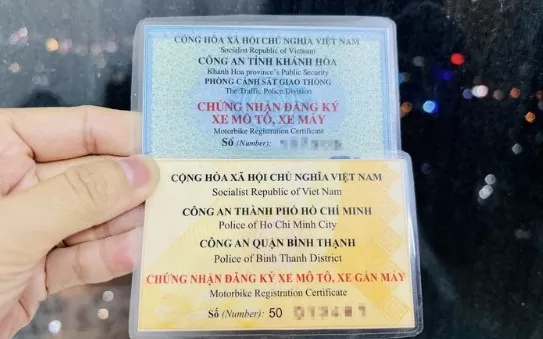 CỘNG HÒA XÃ HỘI CHỦ NGHĨA VIỆT NAM
Socialist Republic of Vietnam
CÔNG AN TỈNH KHÁNH HÒA
Khánh Hoà province's Public Security
PHÒNG CẢNH SÁT GIAO THÔNG
The Traffic Police Division
CHỨNG NHẬN ĐĂNG KÝ
XE MÔ TÔ, XE MÁY
Motorbike Registration Certificate
Số (Number):
CỘNG HÒA XÃ HỘI CHỦ NGHĨA VIỆT NAM
Socialist Republic of Viet Nam
CÔNG AN THÀNH PHỐ HỒ CHÍ MINH
Police of Ho Chi Minh City
CÔNG AN QUẬN BÌNH THẠNH
Police of Binh Thanh District
CHỨNG NHẬN ĐĂNG KÝ XE MÔ TÔ, XE GẮN MÁY
Motorbike Registration Certificate
Số (Number): 50